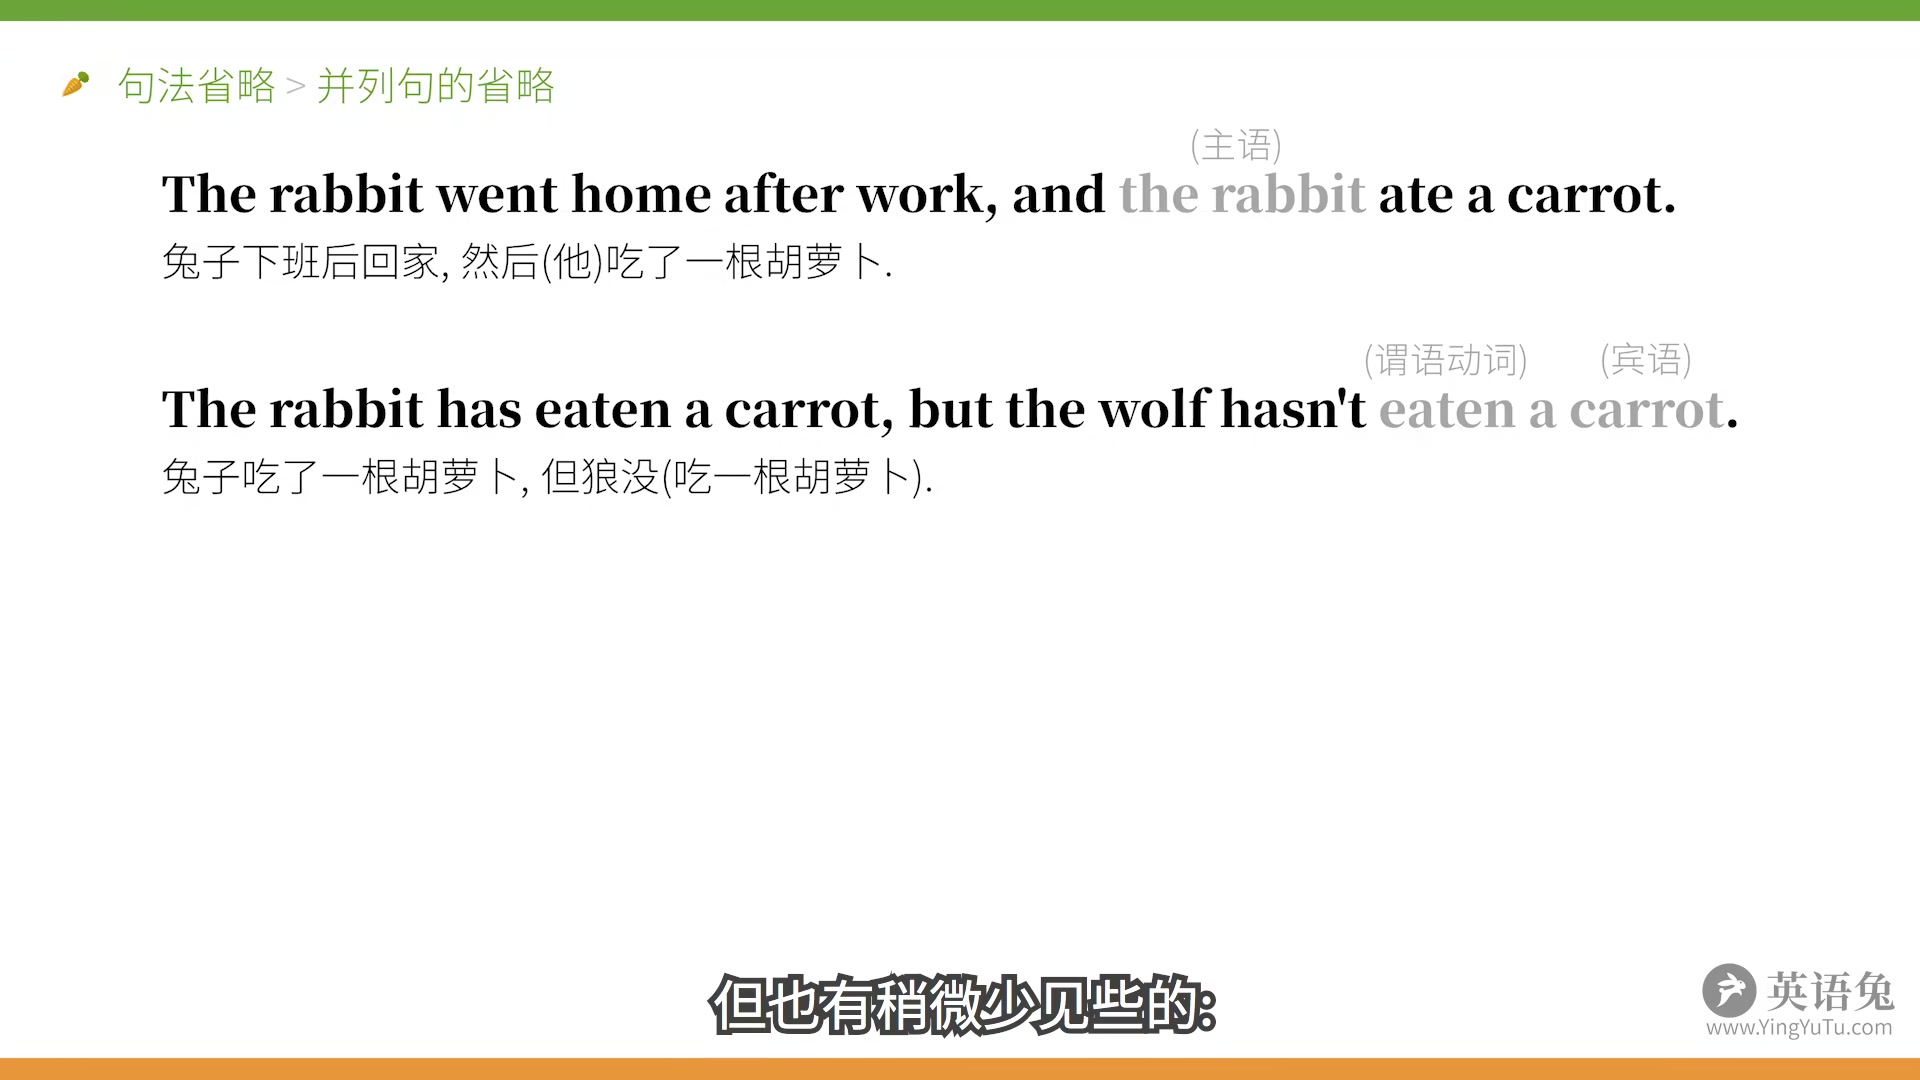 句法省略 > 并列句的省略
(主语)
The rabbit went home after work, and the rabbit ate a carrot.
兔子下班后回家, 然后(他)吃了一根胡萝卜.
(谓语动词) (宾语)
The rabbit has eaten a carrot, but the wolf hasn't eaten a carrot.
兔子吃了一根胡萝卜, 但狼没(吃一根胡萝卜).
但也有稍微少见些的:
英语兔
www.YingYuTu.com